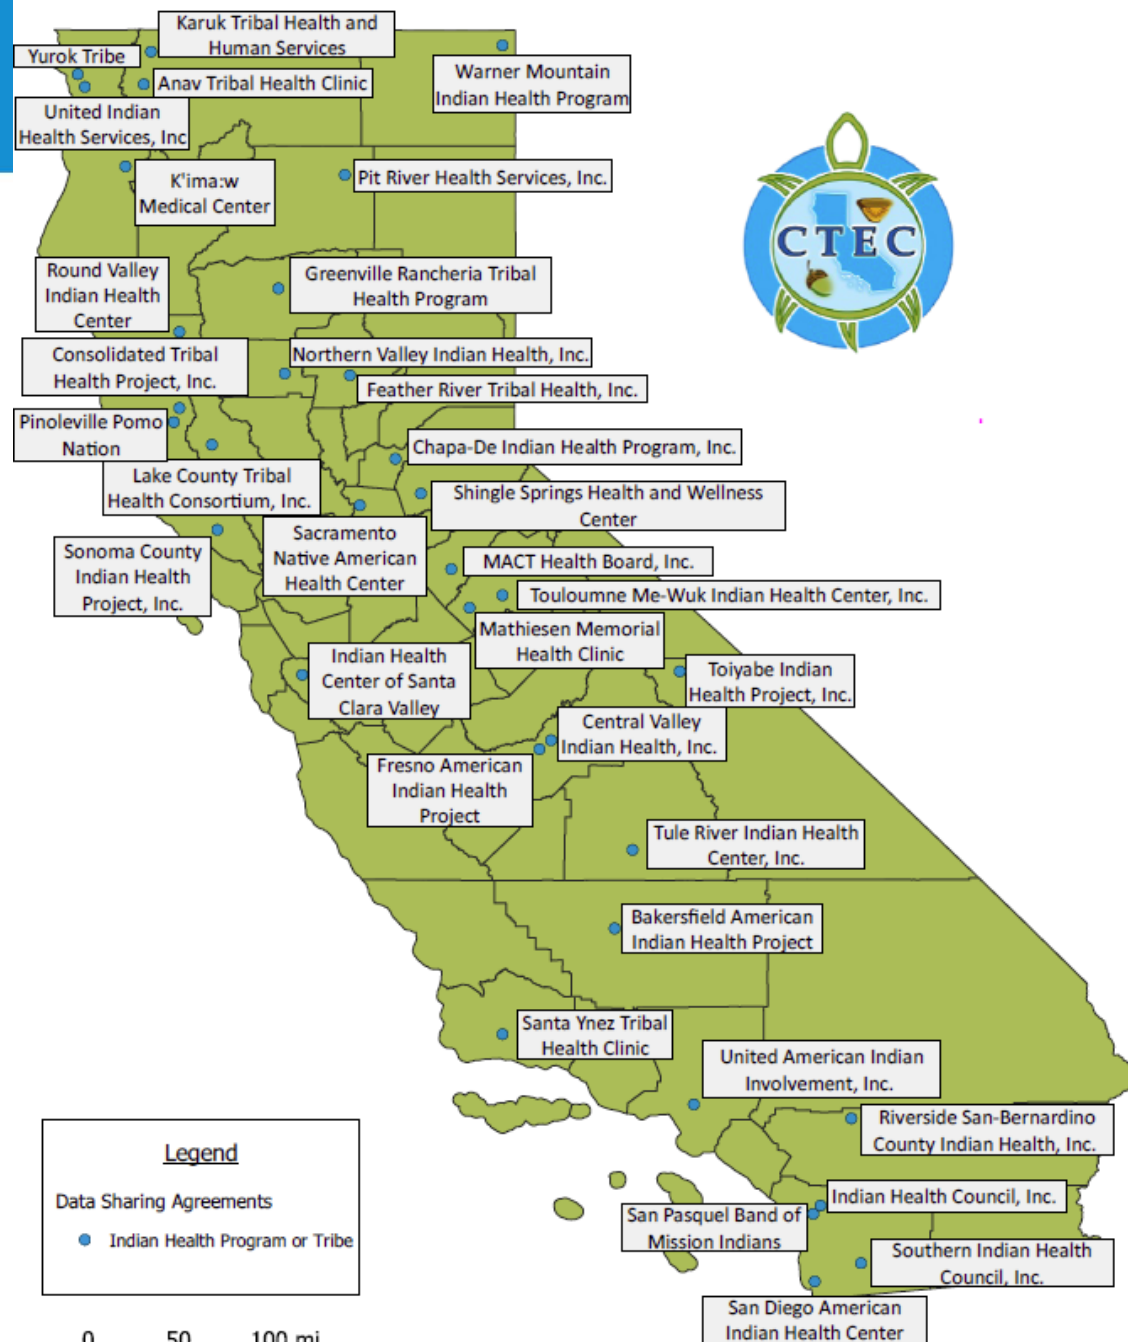 Karuk Tribal Health and
Human Services
Yurok Tribe
Anav Tribal Health Clinic
Warner Mountain
Indian Health Program
United Indian
Health Services, Inc
K'ima:w
Medical Center
Pit River Health Services, Inc.
CTEC
Round Valley
Indian Health
Center
Greenville Rancheria Tribal
Health Program
Consolidated Tribal
Health Project, Inc.
Northern Valley Indian Health, Inc.
Feather River Tribal Health, Inc.
Pinoleville Pomo
Nation
Chapa-De Indian Health Program, Inc.
Lake County Tribal
Health Consortium, Inc.
Shingle Springs Health and Wellness
Center
Sacramento
Native American
Health Center
Sonoma County
Indian Health
Project, Inc.
MACT Health Board, Inc.
Touloumne Me-Wuk Indian Health Center, Inc.
Mathiesen Memorial
Health Clinic
Indian Health
Center of Santa
Clara Valley
Toiyabe Indian
Health Project, Inc.
Central Valley
Indian Health, Inc.
Fresno American
Indian Health
Project
Tule River Indian Health
Center, Inc.
Bakersfield American
Indian Health Project
Santa Ynez Tribal
Health Clinic
United American Indian
Involvement, Inc.
Riverside San-Bernardino
County Indian Health, Inc.
Indian Health Council, Inc.
San Pasquel Band of
Mission Indians
Southern Indian Health
Council, Inc.
San Diego American
Indian Health Center
Legend
Data Sharing Agreements
Indian Health Program or Tribe
0 50 100 mi